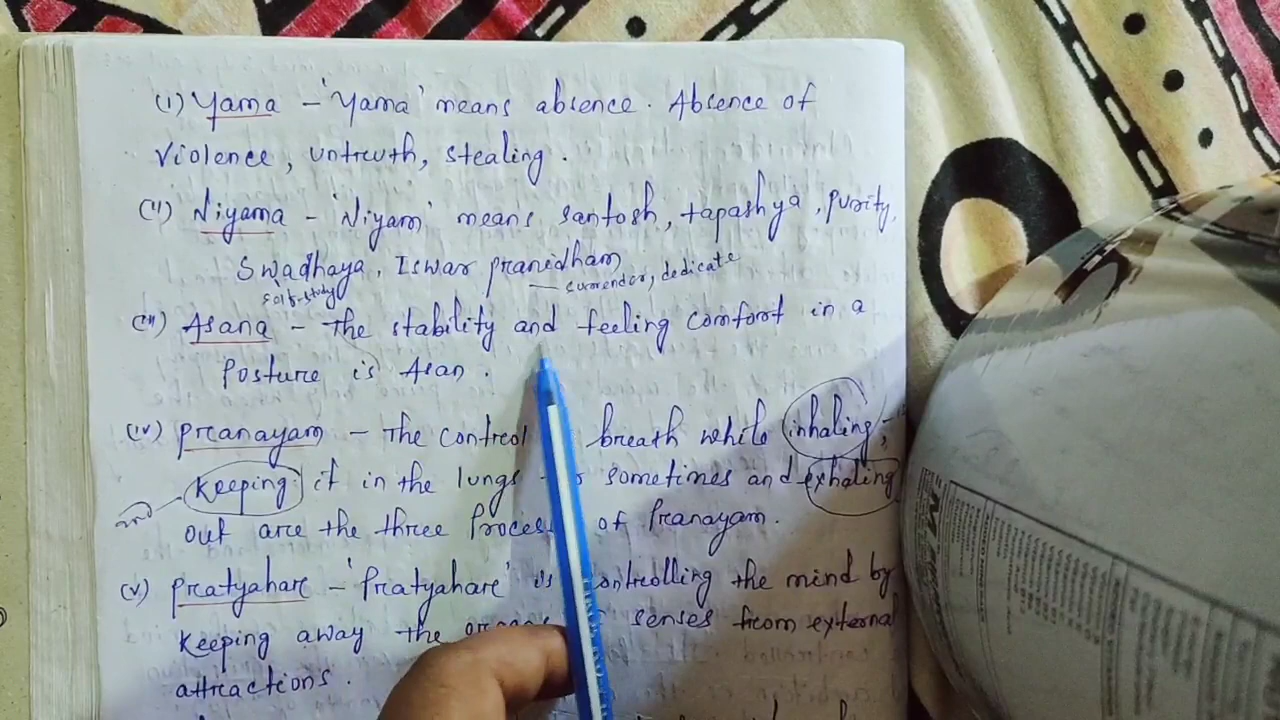 (i) Yama - 'Yama' means absence. Absence of
violence, untruth, stealing.
(ii) Niyama - 'Niyam' means santosh, tapashya, purity,
Swadhaya, Iswar pranidham
self-study
— surrender, dedicate
(iii) Asana - The stability and feeling comfort in a
posture is Asan.
(iv) Pranayam - The control breath while inhaling,
keeping it in the lungs sometimes and exhaling
out are the three Process of Pranayam.
(v) Pratyahare - 'Pratyahare' is controlling the mind by
keeping away the senses from external
attractions.